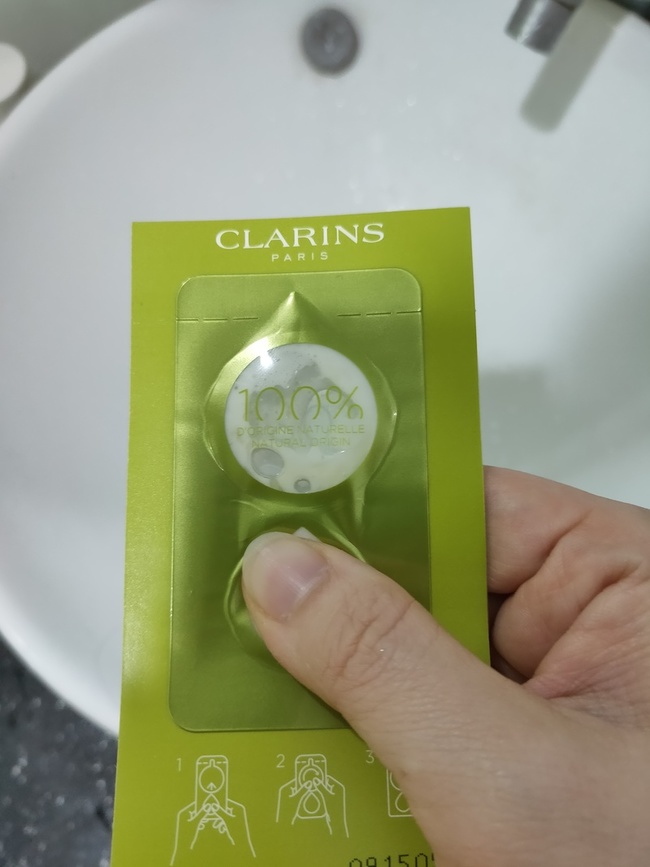 CLARINS
PARIS
100%
D'ORIGINE NATURELLE
NATURAL ORIGIN
1 2 3